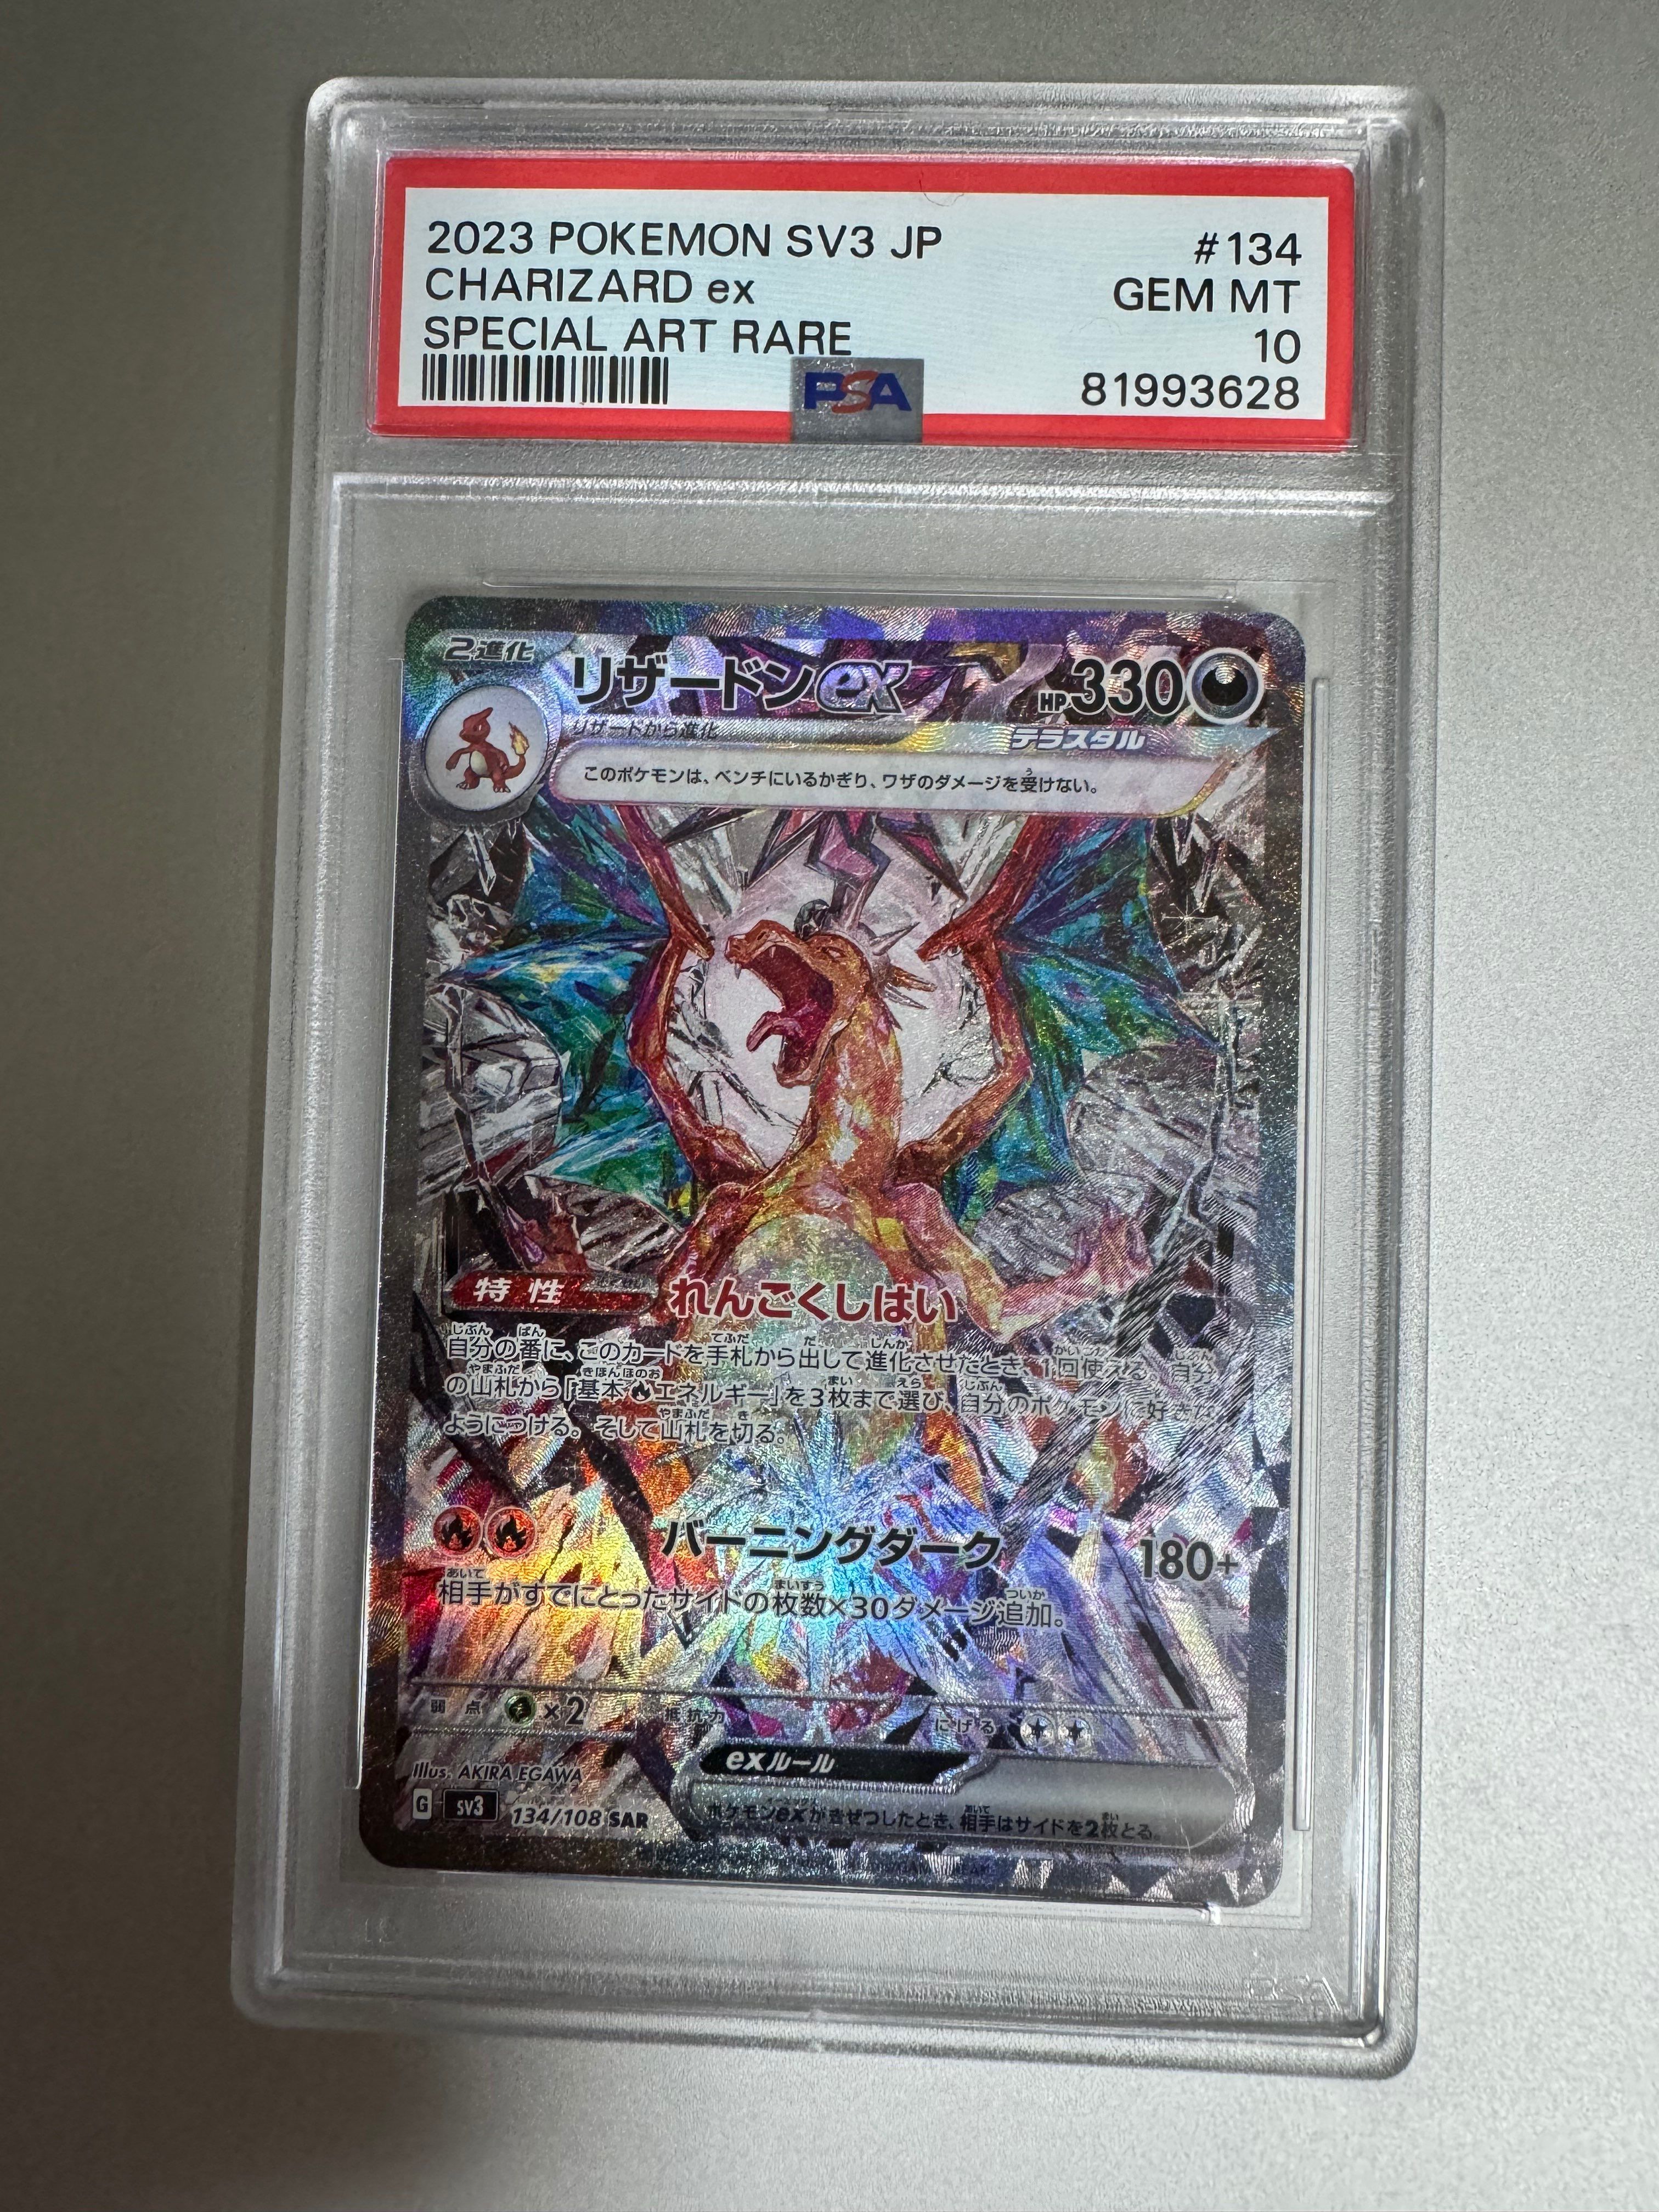 2023 POKEMON SV3 JP #134
CHARIZARD ex GEM MT
SPECIAL ART RARE 10
PSA 81993628
2進化 リザードンex HP330
リザードから進化 テラスタル
このポケモンは、ベンチにいるかぎり、ワザのダメージを受けない。
特性 れんごくしはい
自分の番に、このカードを手札から出して進化させたとき、1回使える。自分
の山札から「基本エネルギー」を3枚まで選び、自分のポケモンに好きな
ようにつける。そして山札を切る。
バーニングダーク 180+
相手がすでにとったサイドの枚数×30ダメージ追加。
弱点 ×2 抵抗力 にげる
exルール
Illus. AKIRA EGAWA
G sv3 134/108 SAR
ポケモンexがきぜつしたとき、相手はサイドを2枚とる。